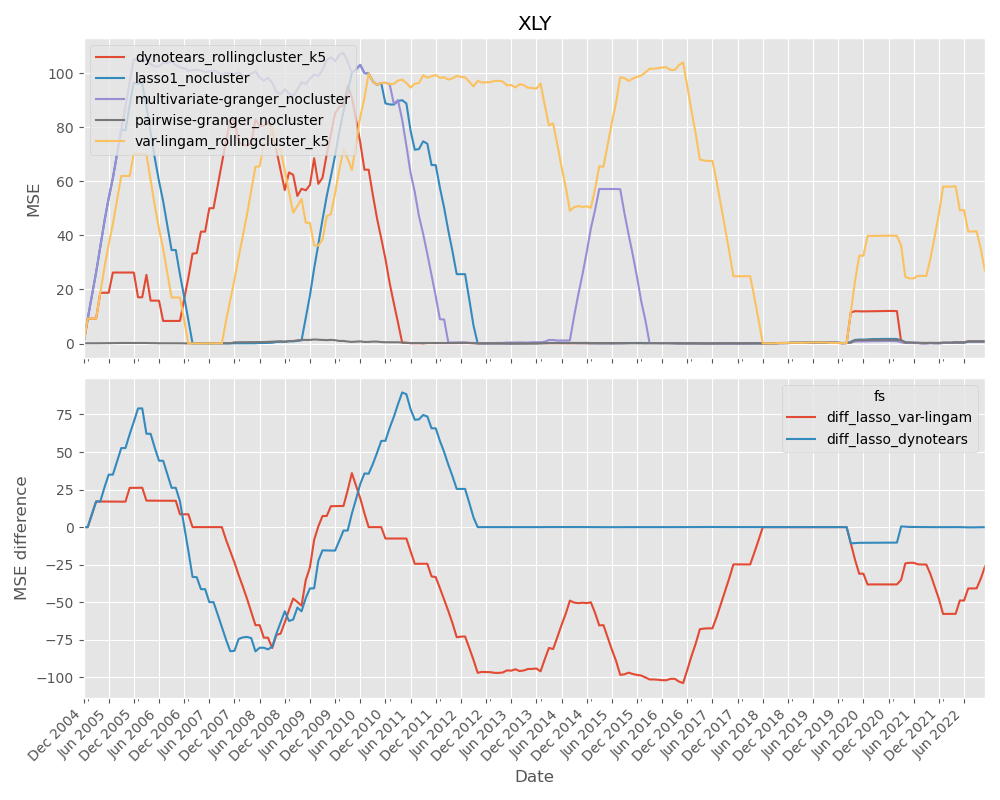 XLY
dynotears_rollingcluster_k5
lasso1_nocluster
multivariate-granger_nocluster
pairwise-granger_nocluster
var-lingam_rollingcluster_k5
MSE
100
80
60
40
20
0
fs
diff_lasso_var-lingam
diff_lasso_dynotears
MSE difference
75
50
25
0
−25
−50
−75
−100
Dec 2004
Jun 2005
Dec 2005
Jun 2006
Dec 2006
Jun 2007
Dec 2007
Jun 2008
Dec 2008
Jun 2009
Dec 2009
Jun 2010
Dec 2010
Jun 2011
Dec 2011
Jun 2012
Dec 2012
Jun 2013
Dec 2013
Jun 2014
Dec 2014
Jun 2015
Dec 2015
Jun 2016
Dec 2016
Jun 2017
Dec 2017
Jun 2018
Dec 2018
Jun 2019
Dec 2019
Jun 2020
Dec 2020
Jun 2021
Dec 2021
Jun 2022
Date